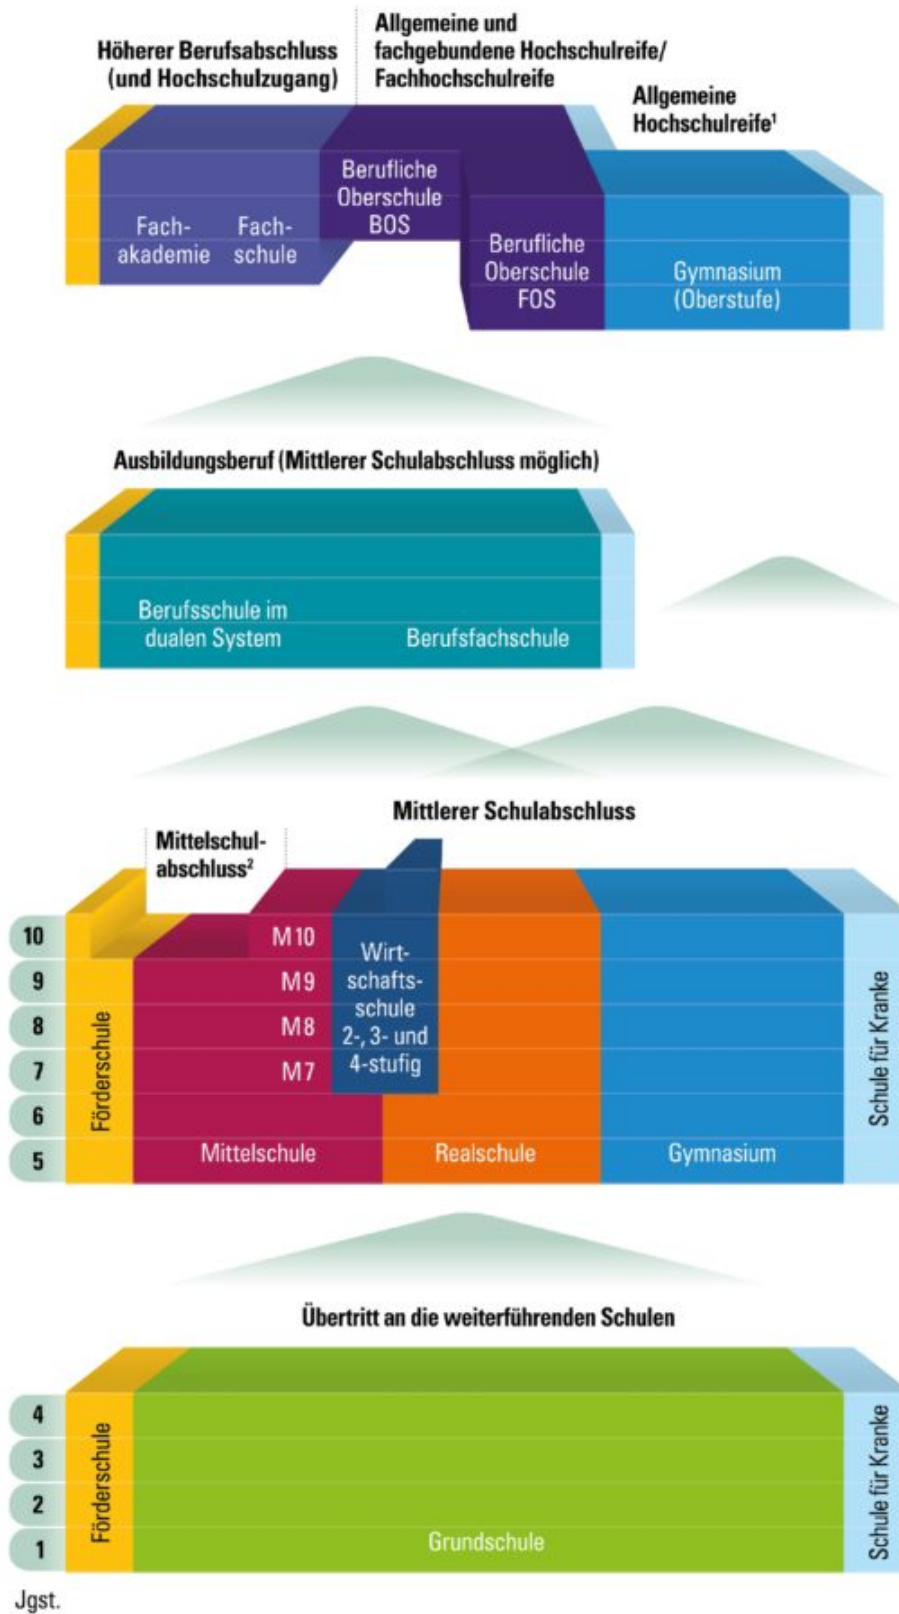 Höherer Berufsabschluss
(und Hochschulzugang)
Allgemeine und
fachgebundene Hochschulreife/
Fachhochschulreife
Allgemeine
Hochschulreife¹
Fach-
akademie
Fach-
schule
Berufliche
Oberschule
BOS
Berufliche
Oberschule
FOS
Gymnasium
(Oberstufe)
Ausbildungsberuf (Mittlerer Schulabschluss möglich)
Berufsschule im
dualen System
Berufsfachschule
Mittlerer Schulabschluss
Mittelschul-
abschluss²
10
9
8
7
6
5
Förderschule
M10
M9
M8
M7
Mittelschule
Wirt-
schafts-
schule
2-, 3- und
4-stufig
Realschule
Gymnasium
Schule für Kranke
Übertritt an die weiterführenden Schulen
4
3
2
1
Förderschule
Grundschule
Schule für Kranke
Jgst.